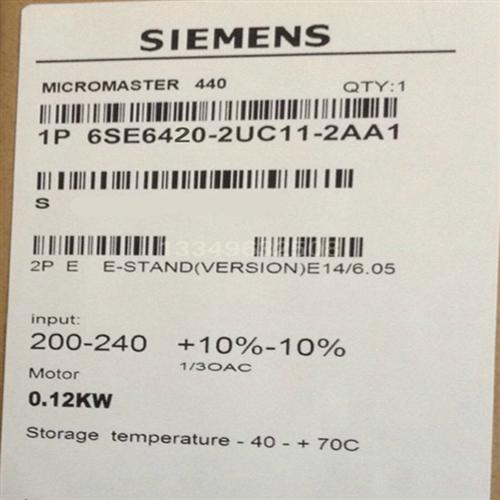 SIEMENS
MICROMASTER 440 QTY:1
1P 6SE6420-2UC11-2AA1
S
2P E E-STAND(VERSION)E14/6.05
input:
200-240 +10%-10%
1/3OAC
Motor
0.12KW
Storage temperature - 40 - + 70C